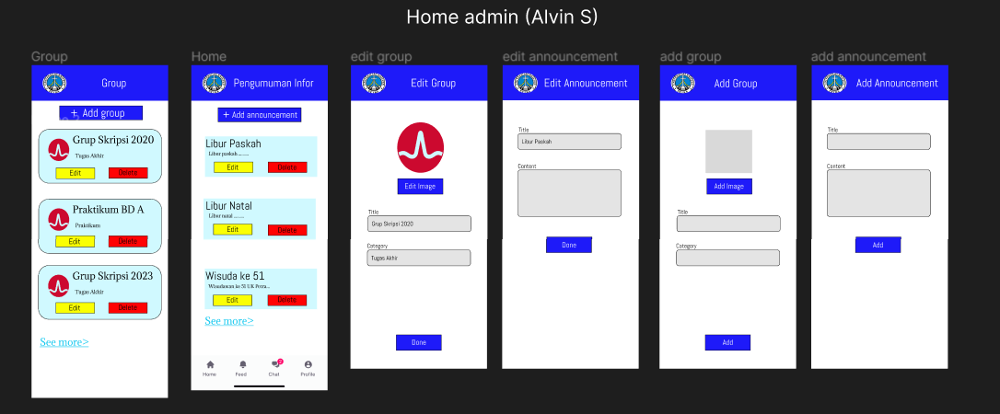 Home admin (Alvin S)
Group
Group
+ Add group
Grup Skripsi 2020
Tugas Akhir
Edit
Delete
Praktikum BD A
Praktikam
Edit
Delete
Grup Skripsi 2023
Tugas Akhir
Edit
Delete
See more>
Home
Pengumuman Infor
+ Add announcement
Libur Paskah
Libur paskah ........
Edit
Delete
Libur Natal
Libur natal ........
Edit
Delete
Wisuda ke 51
Wisudawan ke 51 UK Petra...
Edit
Delete
See more>
Home
Feed
Chat
Profile
edit group
Edit Group
Edit Image
Title
Grup Skripsi 2020
Category
Tugas Akhir
Done
edit announcement
Edit Announcement
Title
Libur Paskah
Content
Done
add group
Add Group
Add Image
Title
Category
Add
add announcement
Add Announcement
Title
Content
Add